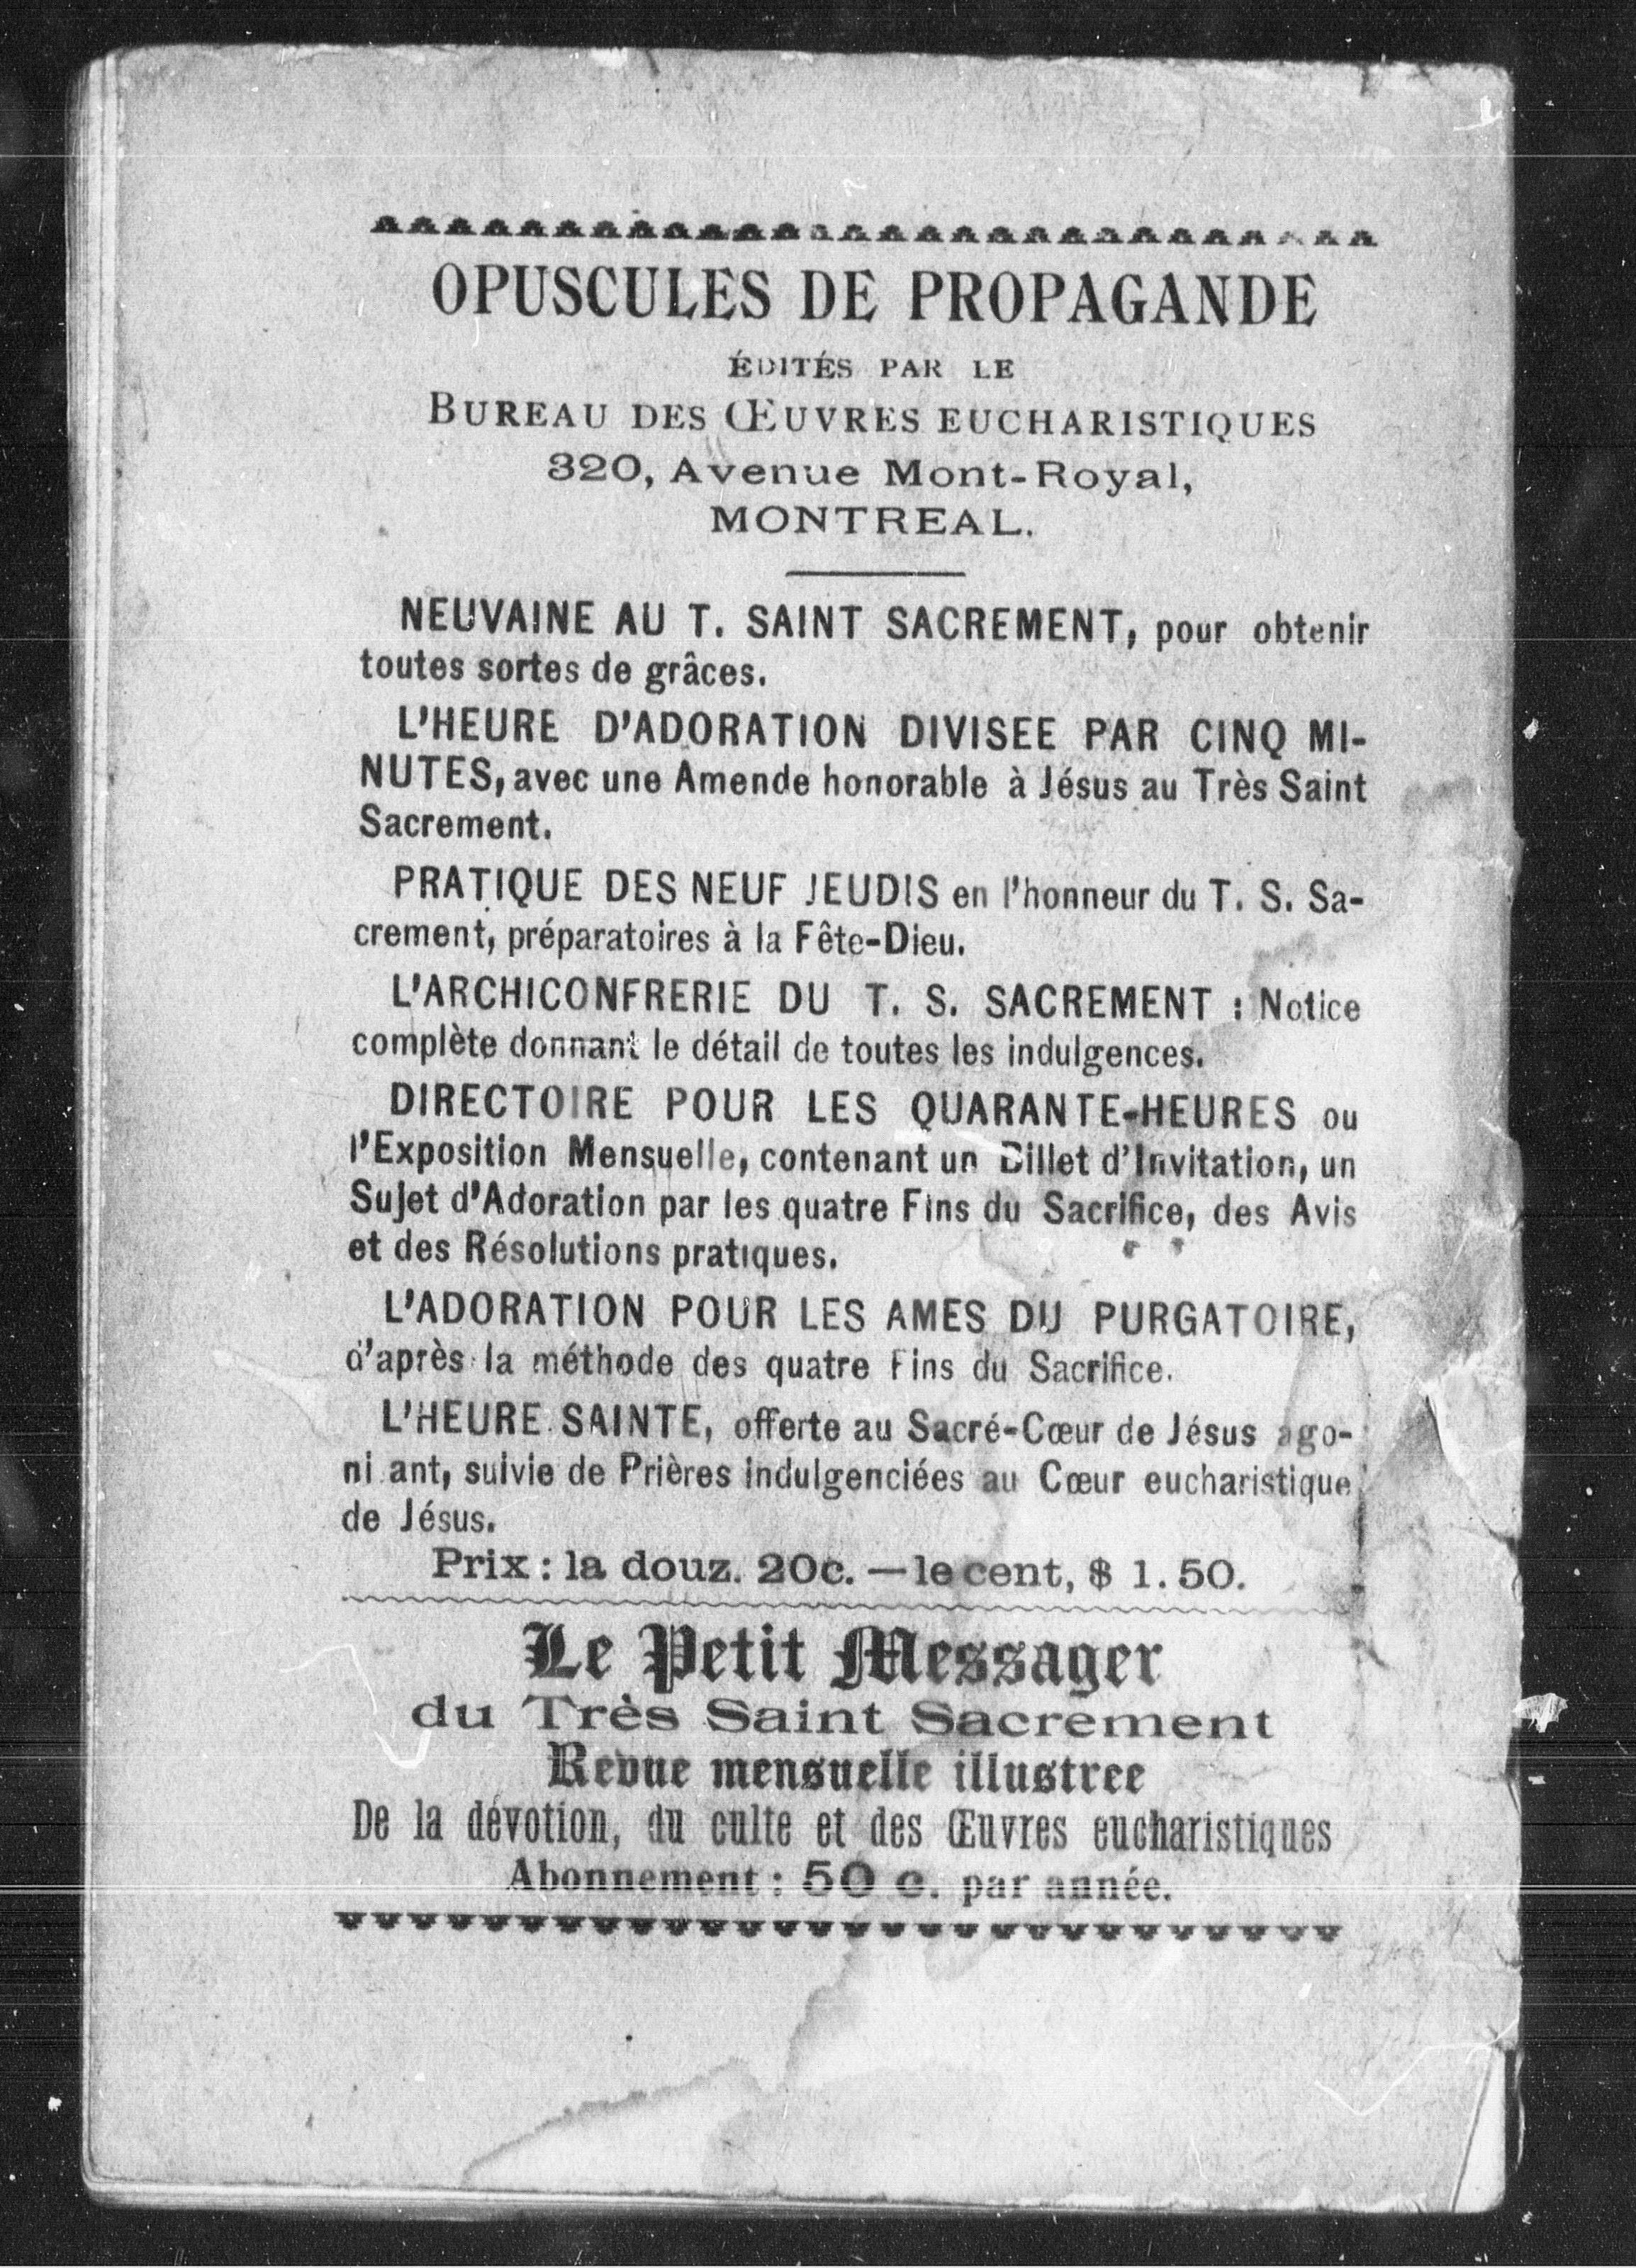 OPUSCULES DE PROPAGANDE
ÉDITÉS PAR LE
BUREAU DES ŒUVRES EUCHARISTIQUES
320, Avenue Mont-Royal,
MONTREAL.
NEUVAINE AU T. SAINT SACREMENT, pour obtenir
toutes sortes de grâces.
L'HEURE D'ADORATION DIVISEE PAR CINQ MI-
NUTES, avec une Amende honorable à Jésus au Très Saint
Sacrement.
PRATIQUE DES NEUF JEUDIS en l'honneur du T. S. Sa-
crement, préparatoires à la Fête-Dieu.
L'ARCHICONFRERIE DU T. S. SACREMENT : Notice
complète donnant le détail de toutes les indulgences.
DIRECTOIRE POUR LES QUARANTE-HEURES ou
l'Exposition Mensuelle, contenant un Billet d'Invitation, un
Sujet d'Adoration par les quatre Fins du Sacrifice, des Avis
et des Résolutions pratiques.
L'ADORATION POUR LES AMES DU PURGATOIRE,
d'après la méthode des quatre Fins du Sacrifice.
L'HEURE SAINTE, offerte au Sacré-Cœur de Jésus ago-
ni ant, suivie de Prières indulgenciées au Cœur eucharistique
de Jésus.
Prix : la douz. 20c. — le cent, $ 1.50.
Le Petit Messager
du Très Saint Sacrement
Revue mensuelle illustree
De la dévotion, du culte et des Œuvres eucharistiques
Abonnement : 50 c. par année.